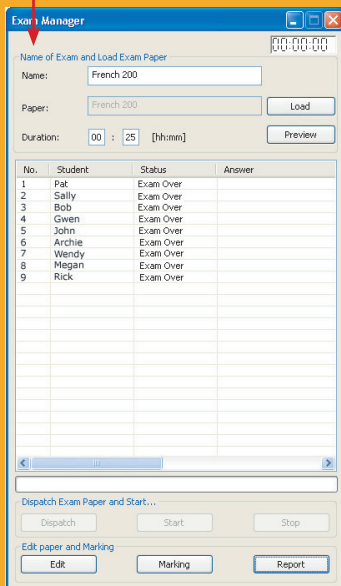 Exam Manager
00:00:00
Name of Exam and Load Exam Paper
Name: French 200
Paper: French 200 Load
Duration: 00 : 25 [hh:mm] Preview
No. Student Status Answer
1 Pat Exam Over
2 Sally Exam Over
3 Bob Exam Over
4 Gwen Exam Over
5 John Exam Over
6 Archie Exam Over
7 Wendy Exam Over
8 Megan Exam Over
9 Rick Exam Over
Dispatch Exam Paper and Start...
Dispatch Start Stop
Edit paper and Marking
Edit Marking Report